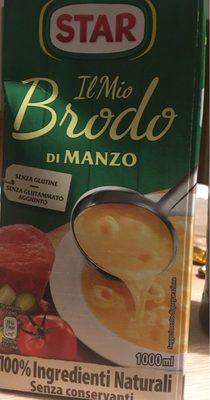 STAR
Il Mio
Brodo
DI MANZO
SENZA GLUTINE
SENZA GLUTAMMATO
AGGIUNTO
1000 ml
100% Ingredienti Naturali
Senza conservanti